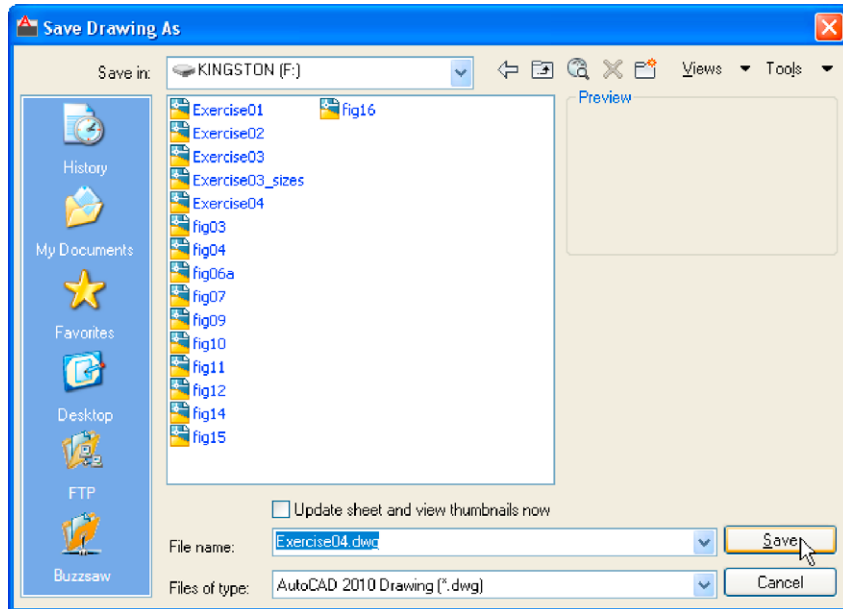 Save Drawing As
Save in: KINGSTON (F:) Views Tools
History
My Documents
Favorites
Desktop
FTP
Buzzsaw
Exercise01
Exercise02
Exercise03
Exercise03_sizes
Exercise04
fig03
fig04
fig06a
fig07
fig09
fig10
fig11
fig12
fig14
fig15
fig16
Preview
Update sheet and view thumbnails now
File name: Exercise04.dwg Save
Files of type: AutoCAD 2010 Drawing (*.dwg) Cancel